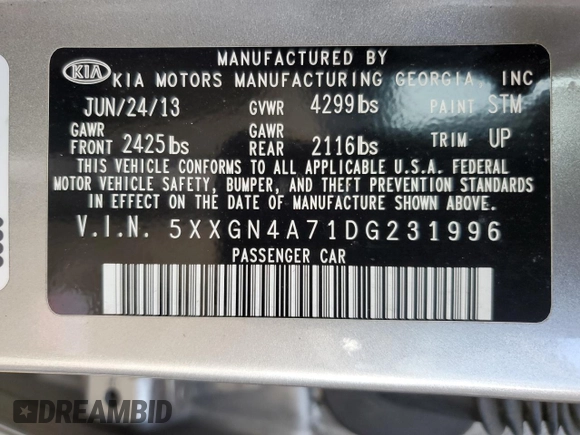 MANUFACTURED BY
KIA KIA MOTORS MANUFACTURING GEORGIA, INC
JUN/24/13 GVWR 4299lbs PAINT STM
GAWR FRONT 2425lbs GAWR REAR 2116lbs TRIM UP
THIS VEHICLE CONFORMS TO ALL APPLICABLE U.S.A. FEDERAL
MOTOR VEHICLE SAFETY, BUMPER, AND THEFT PREVENTION STANDARDS
IN EFFECT ON THE DATE OF MANUFACTURE SHOWN ABOVE.
V.I.N. 5XXGN4A71DG231996
PASSENGER CAR
DREAMBID